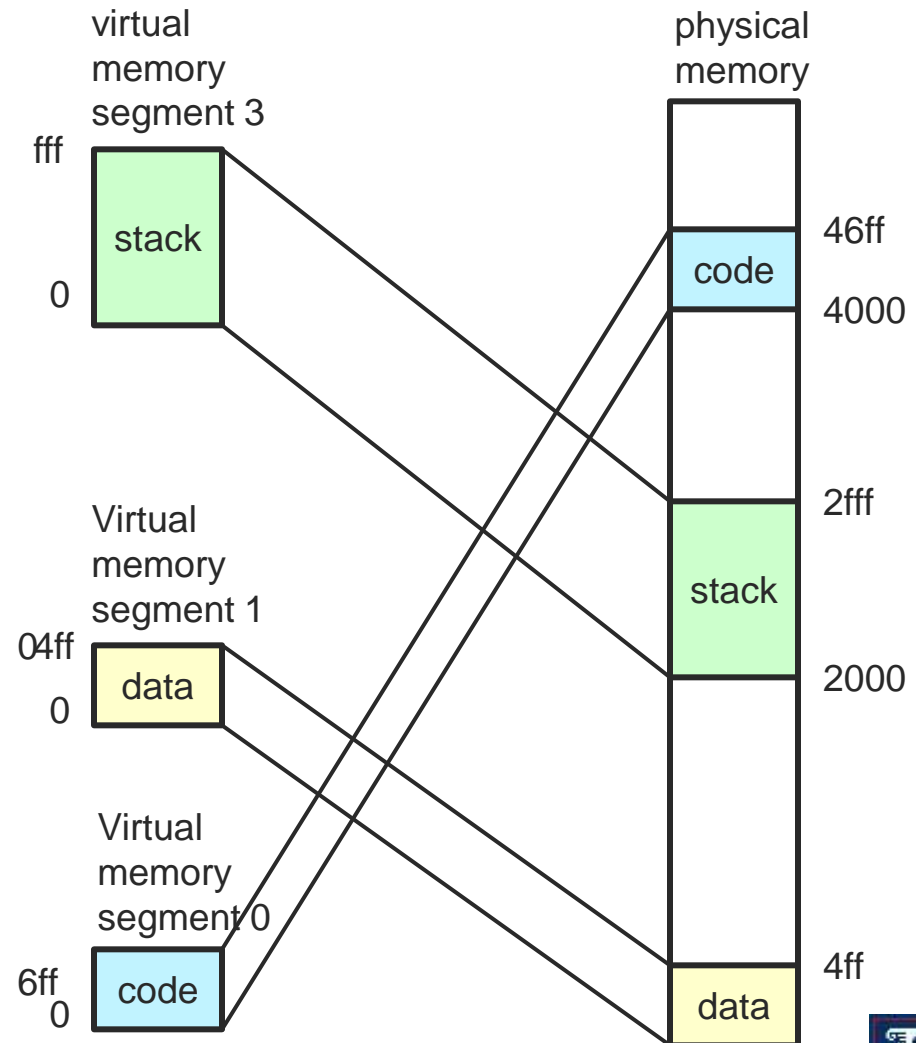 virtual
memory
segment 3
fff
stack
0
Virtual
memory
segment 1
04ff
data
0
Virtual
memory
segment 0
6ff
code
0
physical
memory
46ff
code
4000
2fff
stack
2000
4ff
data